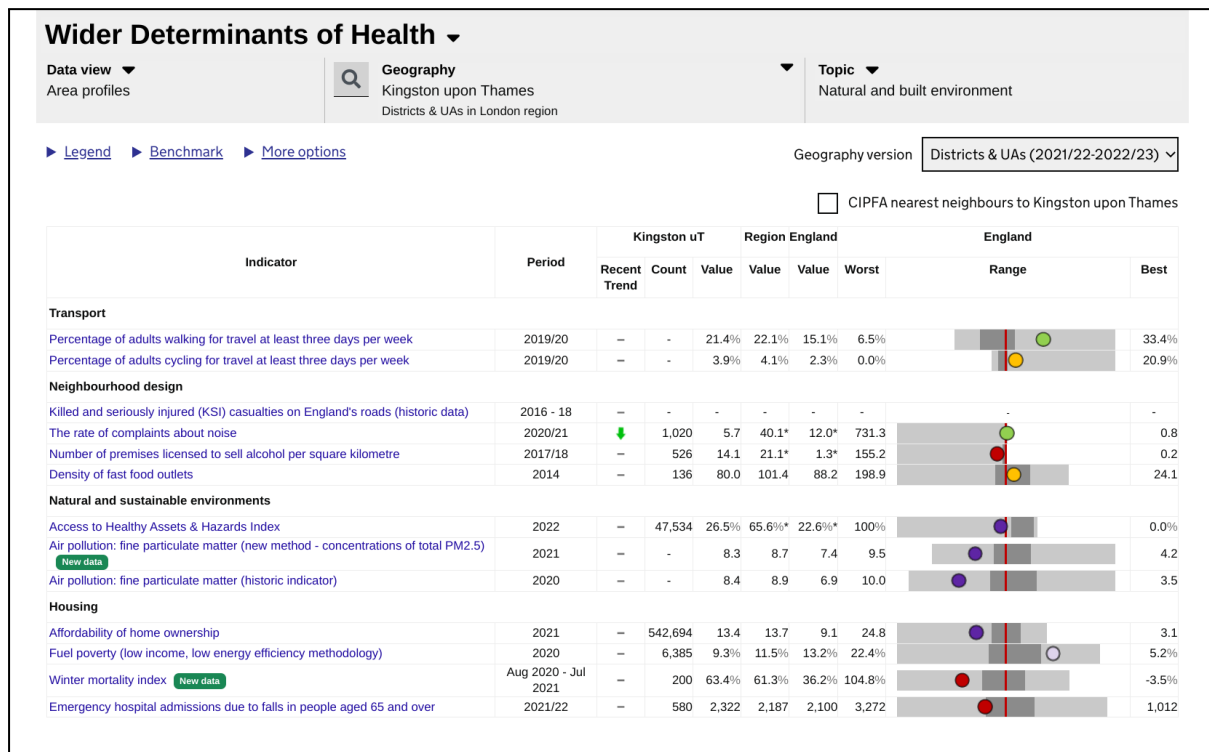 Wider Determinants of Health
Data view
Area profiles
Geography
Kingston upon Thames
Districts & UAs in London region
Topic
Natural and built environment
Legend Benchmark More options
Geography version Districts & UAs (2021/22-2022/23)
CIPFA nearest neighbours to Kingston upon Thames
Kingston uT Region England England
Indicator Period Recent Trend Count Value Value Value Worst Range Best
Transport
Percentage of adults walking for travel at least three days per week 2019/20 – - 21.4% 22.1% 15.1% 6.5% 33.4%
Percentage of adults cycling for travel at least three days per week 2019/20 – - 3.9% 4.1% 2.3% 0.0% 20.9%
Neighbourhood design
Killed and seriously injured (KSI) casualties on England's roads (historic data) 2016 - 18 – - - - - - - -
The rate of complaints about noise 2020/21 1,020 5.7 40.1* 12.0* 731.3 0.8
Number of premises licensed to sell alcohol per square kilometre 2017/18 – 526 14.1 21.1* 1.3* 155.2 0.2
Density of fast food outlets 2014 – 136 80.0 101.4 88.2 198.9 24.1
Natural and sustainable environments
Access to Healthy Assets & Hazards Index 2022 – 47,534 26.5% 65.6%* 22.6%* 100% 0.0%
Air pollution: fine particulate matter (new method - concentrations of total PM2.5) New data 2021 – - 8.3 8.7 7.4 9.5 4.2
Air pollution: fine particulate matter (historic indicator) 2020 – - 8.4 8.9 6.9 10.0 3.5
Housing
Affordability of home ownership 2021 – 542,694 13.4 13.7 9.1 24.8 3.1
Fuel poverty (low income, low energy efficiency methodology) 2020 – 6,385 9.3% 11.5% 13.2% 22.4% 5.2%
Winter mortality index New data Aug 2020 - Jul 2021 – 200 63.4% 61.3% 36.2% 104.8% -3.5%
Emergency hospital admissions due to falls in people aged 65 and over 2021/22 – 580 2,322 2,187 2,100 3,272 1,012